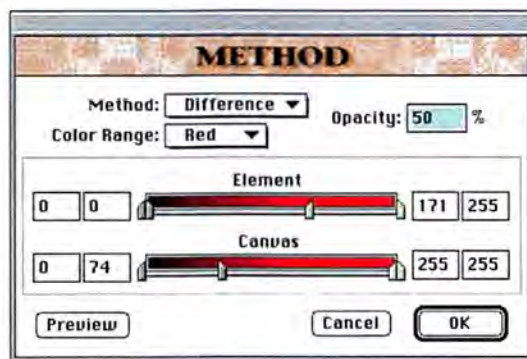 METHOD
Method: Difference
Opacity: 50 %
Color Range: Red
Element
0 0 171 255
Canvas
0 74 255 255
Preview Cancel OK